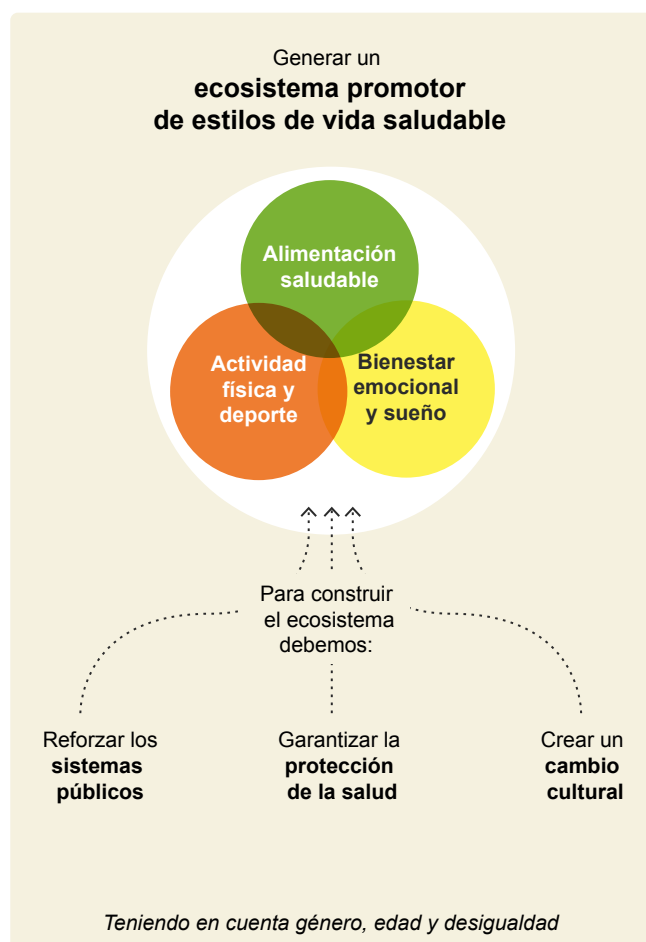 Generar un
ecosistema promotor
de estilos de vida saludable
Alimentación
saludable
Actividad
física y
deporte
Bienestar
emocional
y sueño
Para construir
el ecosistema
debemos:
Reforzar los
sistemas
públicos
Garantizar la
protección
de la salud
Crear un
cambio
cultural
Teniendo en cuenta género, edad y desigualdad